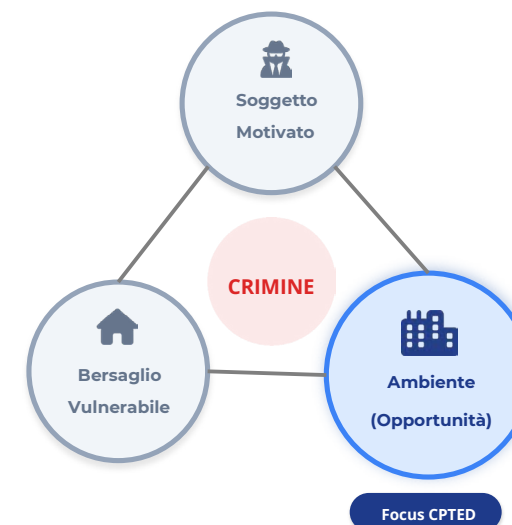 Soggetto
Motivato
CRIMINE
Bersaglio
Vulnerabile
Ambiente
(Opportunità)
Focus CPTED